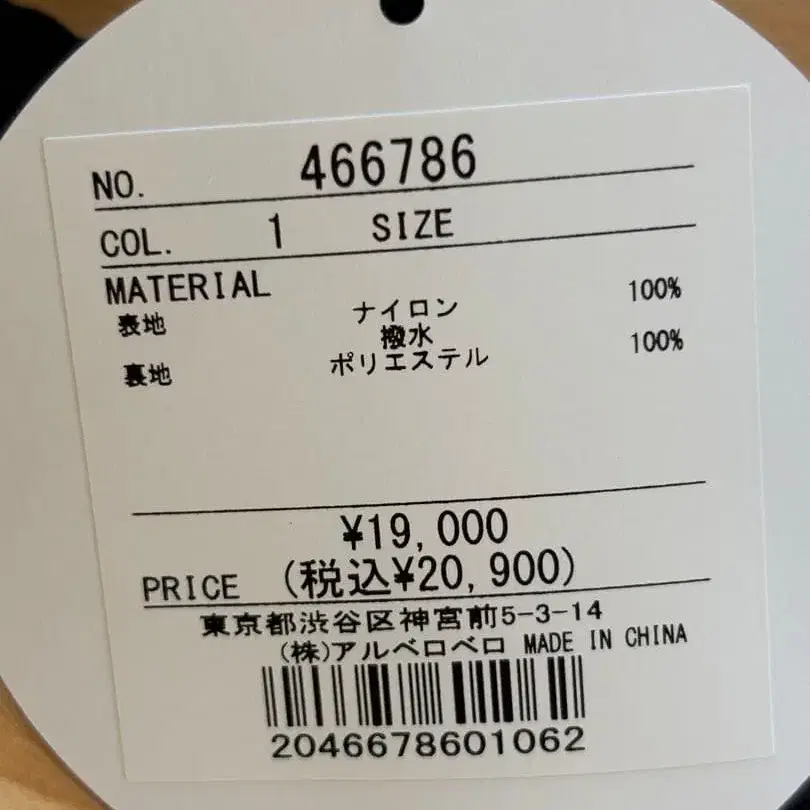 NO. 466786
COL. 1 SIZE
MATERIAL
表地 ナイロン 100%
撥水
裏地 ポリエステル 100%
¥19,000
PRICE (税込¥20,900)
東京都渋谷区神宮前5-3-14
(株)アルベロベロ MADE IN CHINA
2046678601062